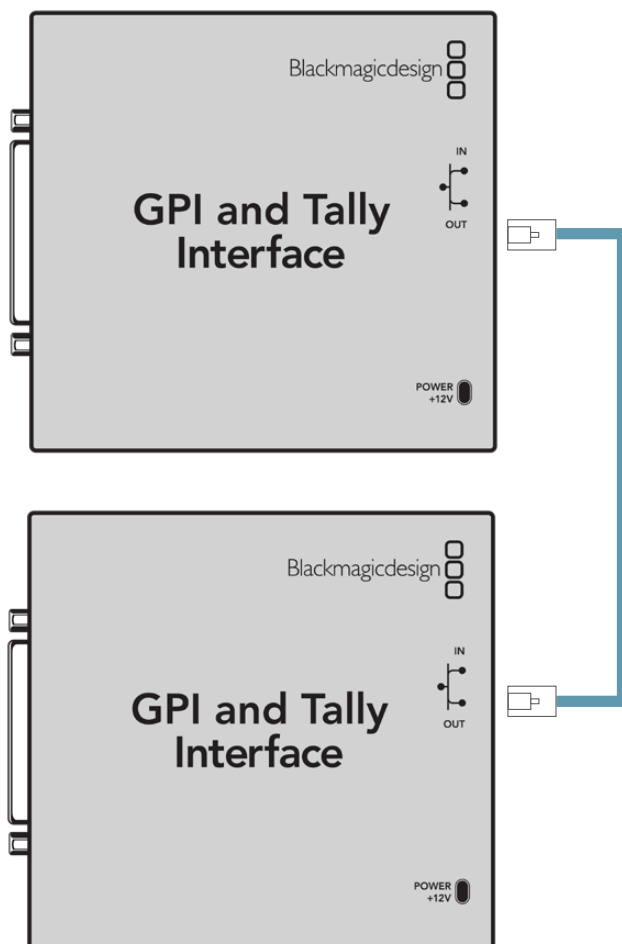 Blackmagicdesign
IN
OUT
GPI and Tally
Interface
POWER
+12V
Blackmagicdesign
IN
OUT
GPI and Tally
Interface
POWER
+12V